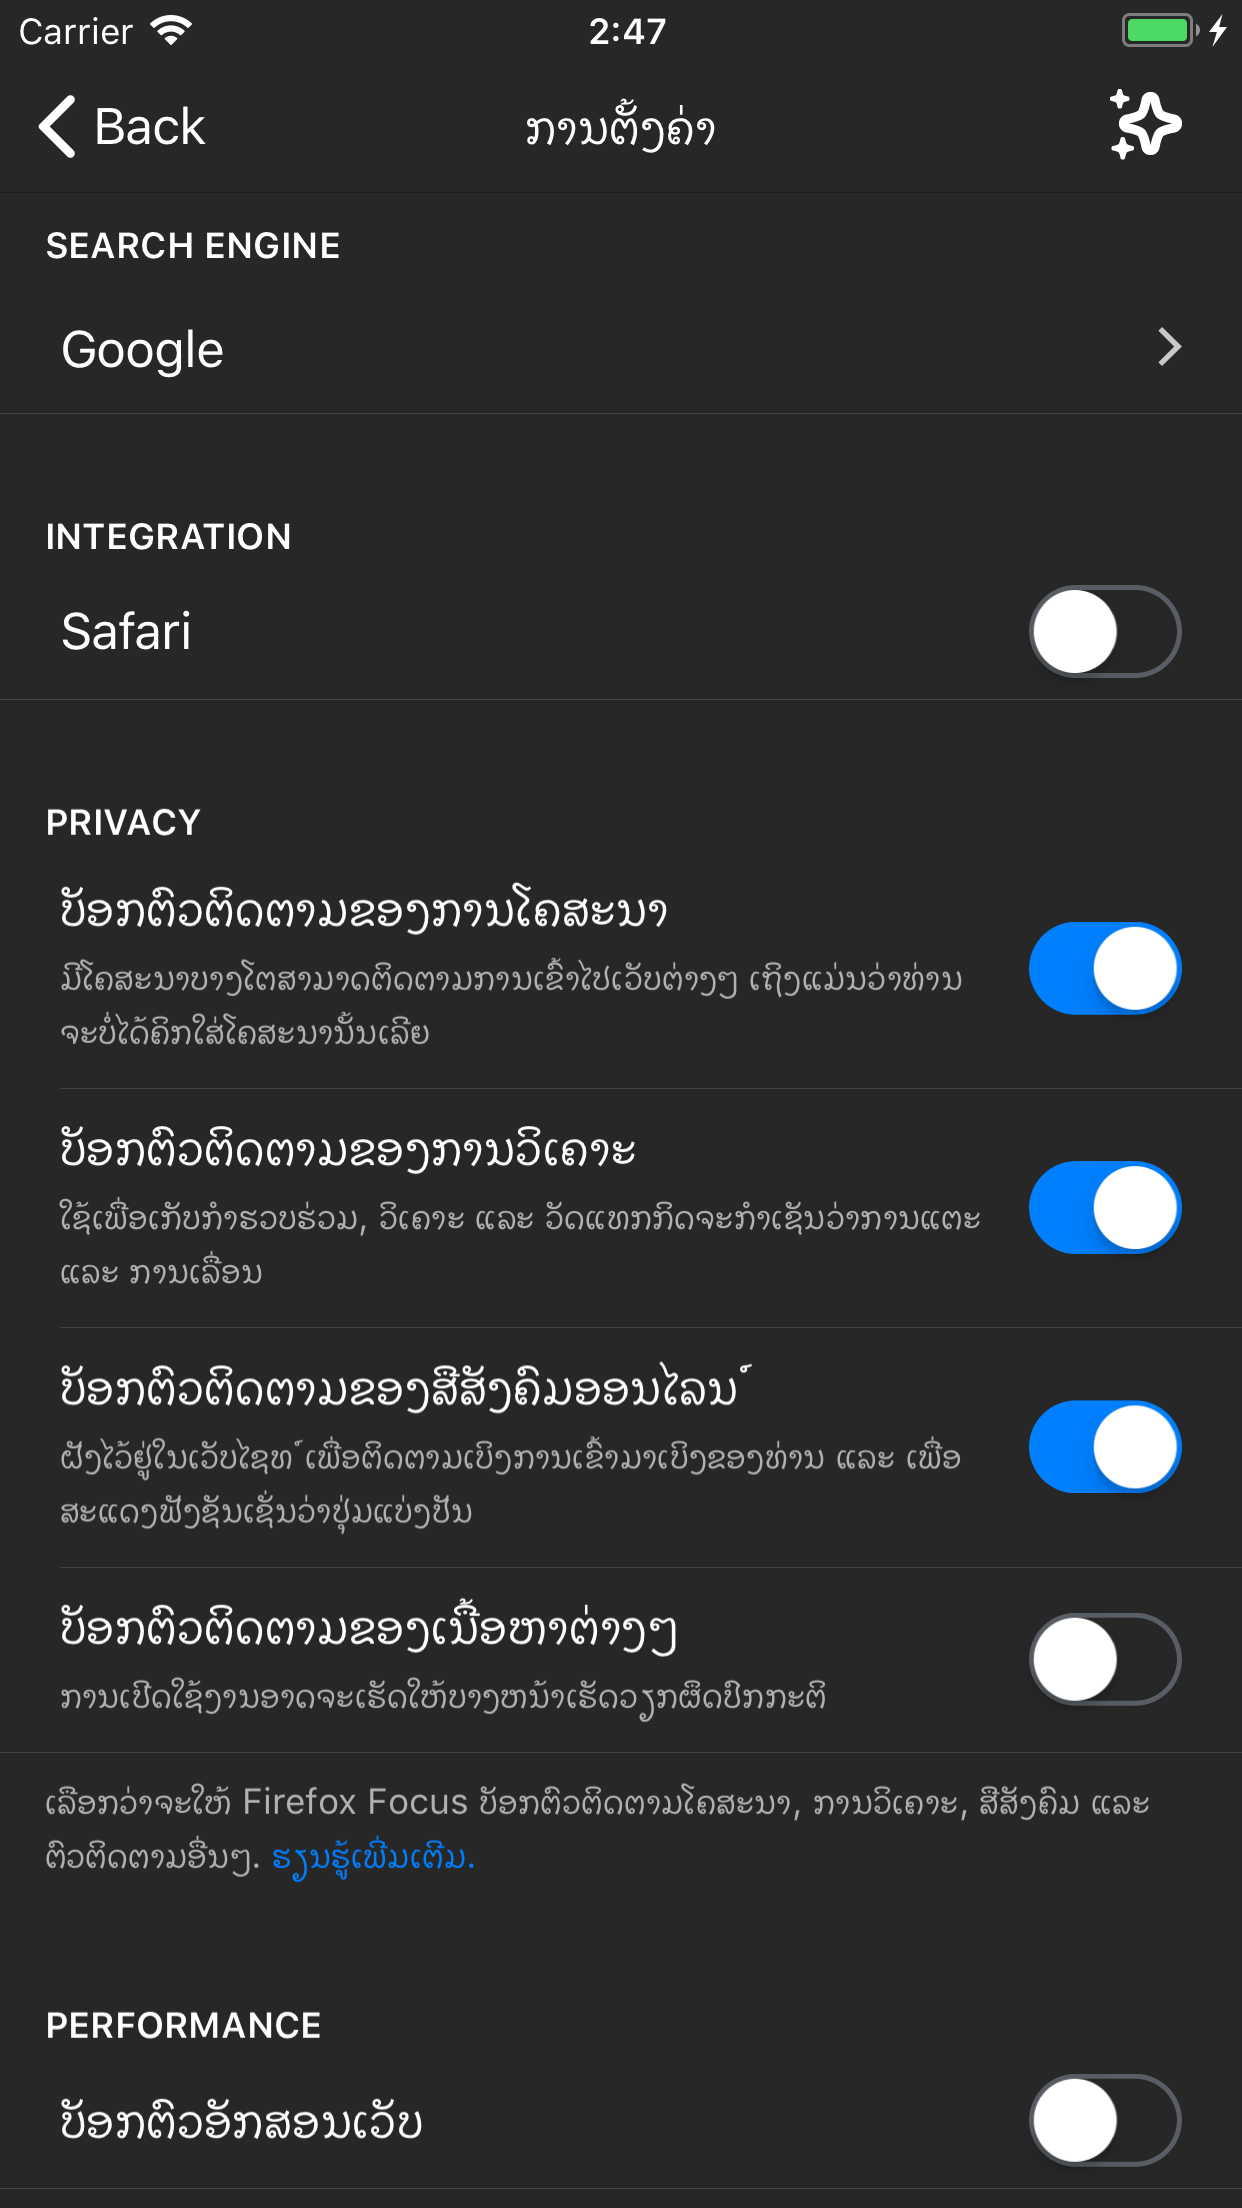 Carrier 2:47
Back ການຕັ້ງຄ່າ
SEARCH ENGINE
Google
INTEGRATION
Safari
PRIVACY
ບັອກຕົວຕິດຕາມຂອງການໂຄສະນາ
ມີໂຄສະນາບາງໂຕສາມາດຕິດຕາມການເຂົ້າໄປເວັບຕ່າງໆ ເຖິງແມ່ນວ່າທ່ານ
ຈະບໍ່ໄດ້ຄິກໃສ່ໂຄສະນານັ້ນເລີຍ
ບັອກຕົວຕິດຕາມຂອງການວິເຄາະ
ໃຊ້ເພື່ອເກັບກຳຮວບຮ່ວມ, ວິເຄາະ ແລະ ວັດແທກກິດຈະກຳເຊັ່ນວ່າການແຕະ
ແລະ ການເລື່ອນ
ບັອກຕົວຕິດຕາມຂອງສືສັງຄົມອອນໄລນ໌
ຝັງໄວ້ຢູ່ໃນເວັບໄຊທ໌ເພື່ອຕິດຕາມເບິງການເຂົ້າມາເບິງຂອງທ່ານ ແລະ ເພື່ອ
ສະແດງຟັງຊັນເຊັ່ນວ່າປຸ່ມແບ່ງປັນ
ບັອກຕົວຕິດຕາມຂອງເນື້ອຫາຕ່າງໆ
ການເປີດໃຊ້ງານອາດຈະເຮັດໃຫ້ບາງຫນ້າເຮັດວຽກຜິດປົກກະຕິ
ເລືອກວ່າຈະໃຫ້ Firefox Focus ບັອກຕົວຕິດຕາມໂຄສະນາ, ການວິເຄາະ, ສືສັງຄົມ ແລະ
ຕົວຕິດຕາມອື່ນໆ. ຮຽນຮູ້ເພີ່ມເຕີມ.
PERFORMANCE
ບັອກຕົວອັກສອນເວັບ